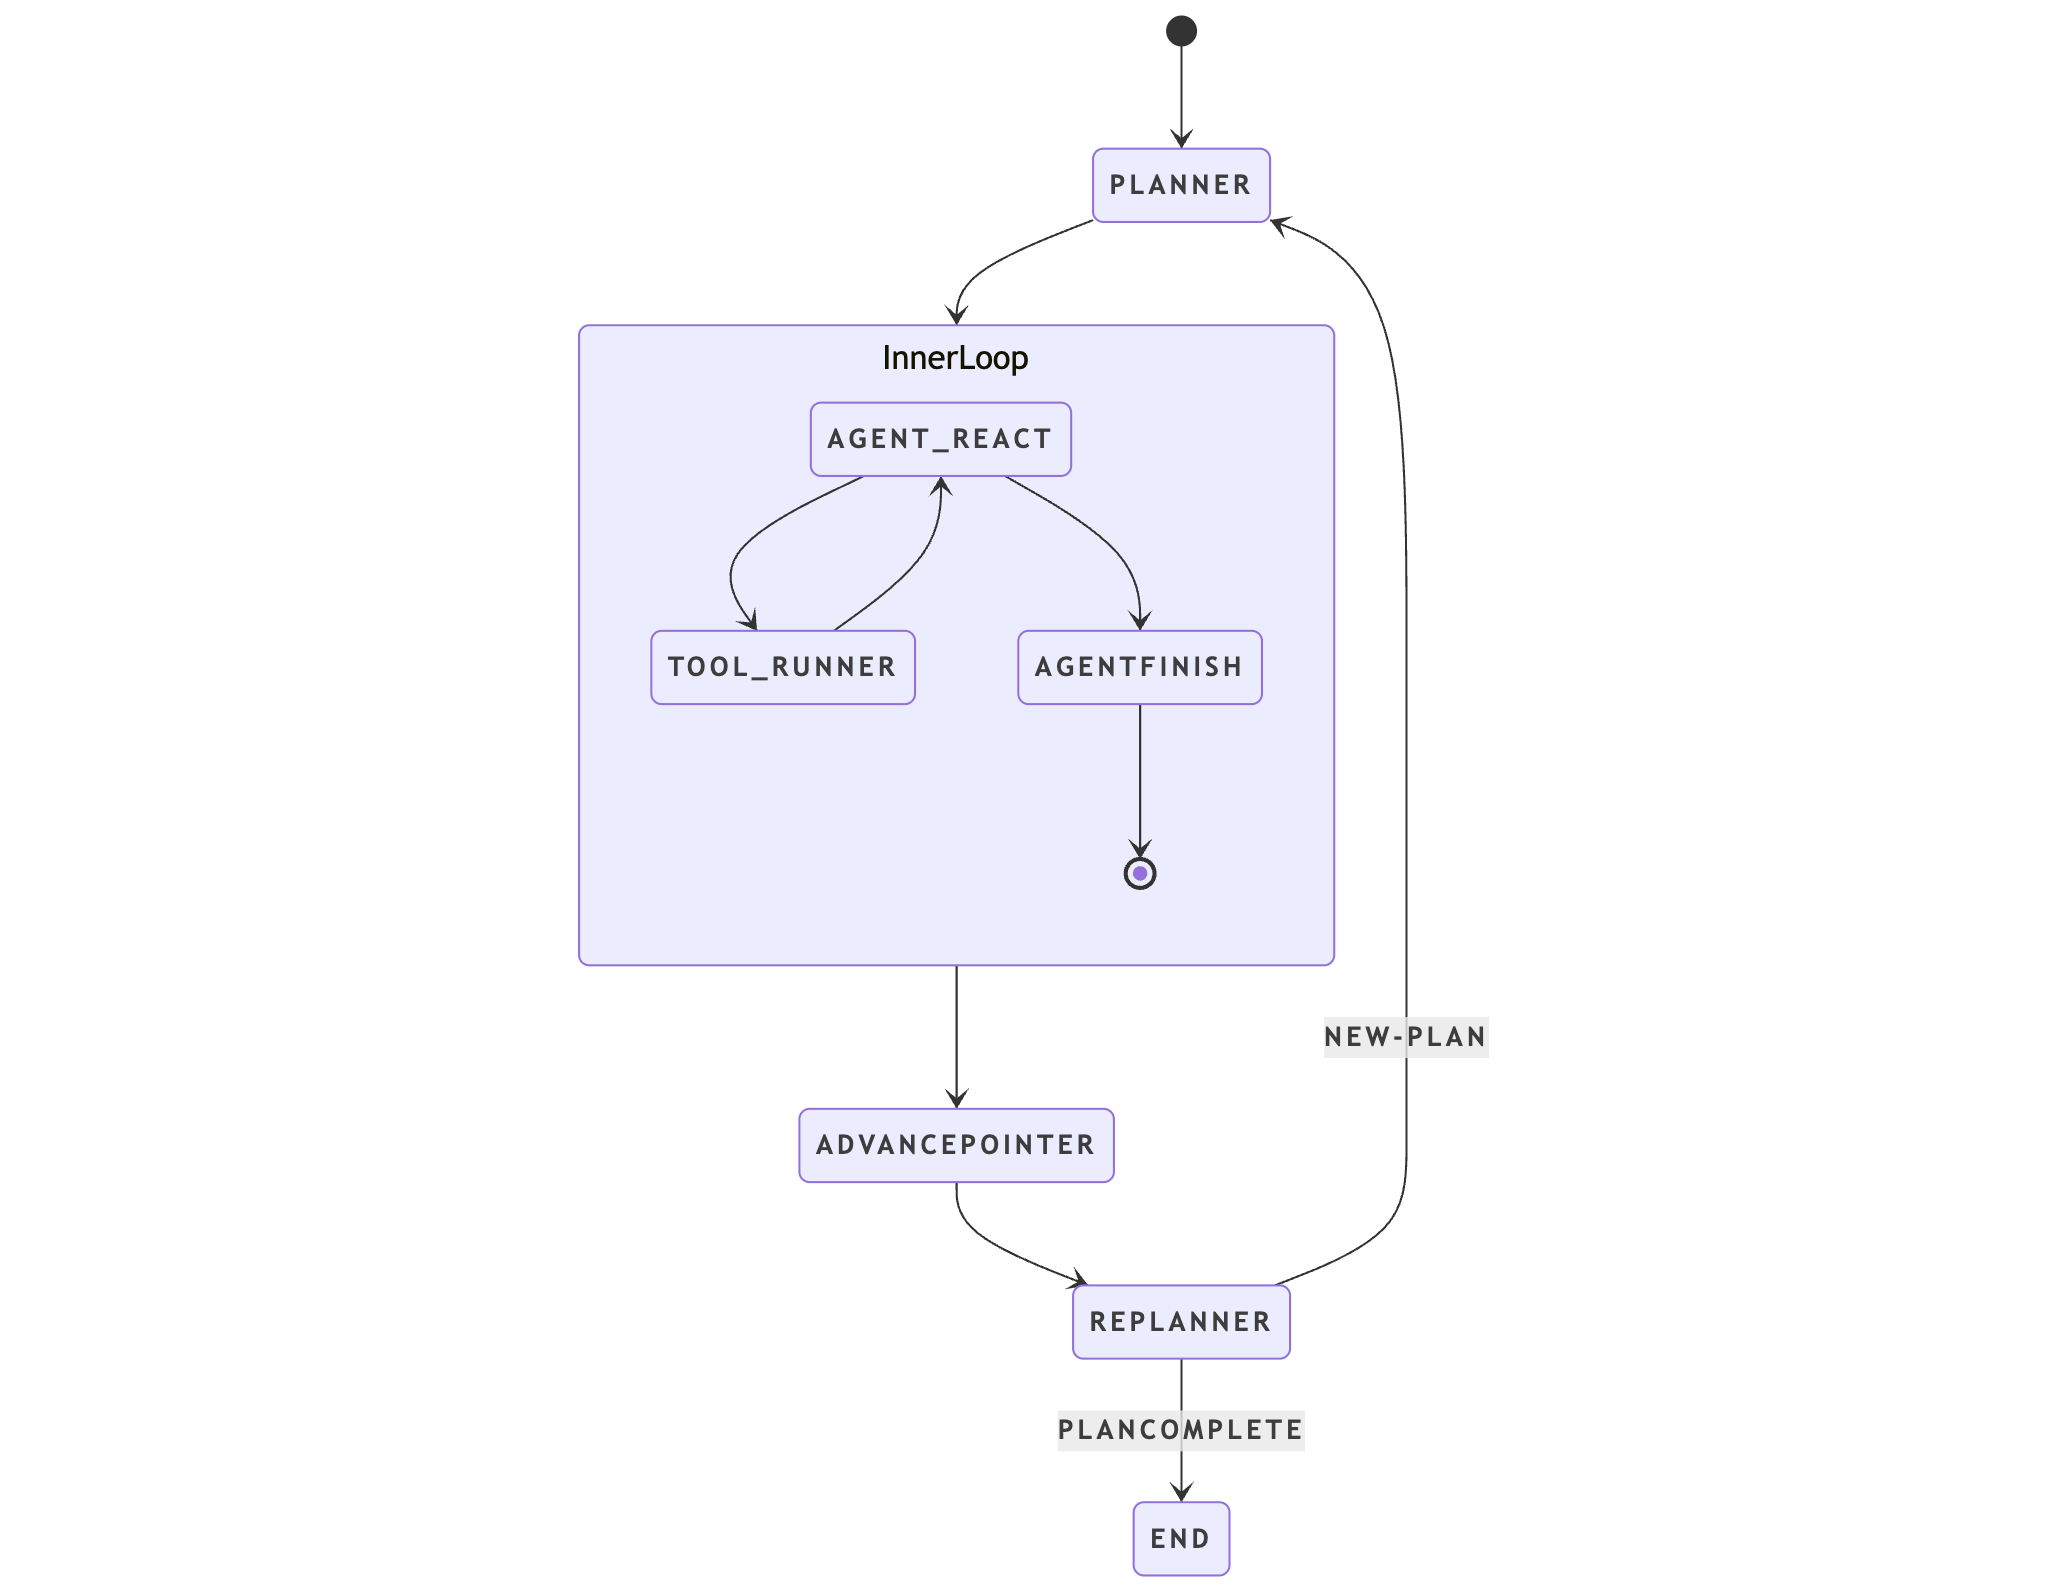 PLANNER
InnerLoop
AGENT_REACT
TOOL_RUNNER
AGENTFINISH
NEW-PLAN
ADVANCEPOINTER
REPLANNER
PLANCOMPLETE
END